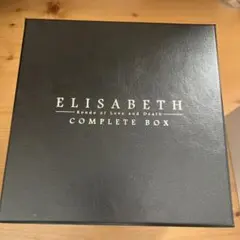 ELISABETH
Rondo of Love and Death
COMPLETE BOX